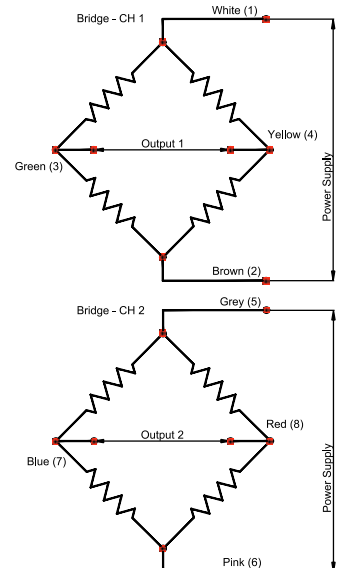 Bridge - CH 1
White (1)
Yellow (4)
Output 1
Green (3)
Power Supply
Brown (2)
Bridge - CH 2
Grey (5)
Red (8)
Output 2
Blue (7)
Power Supply
Pink (6)